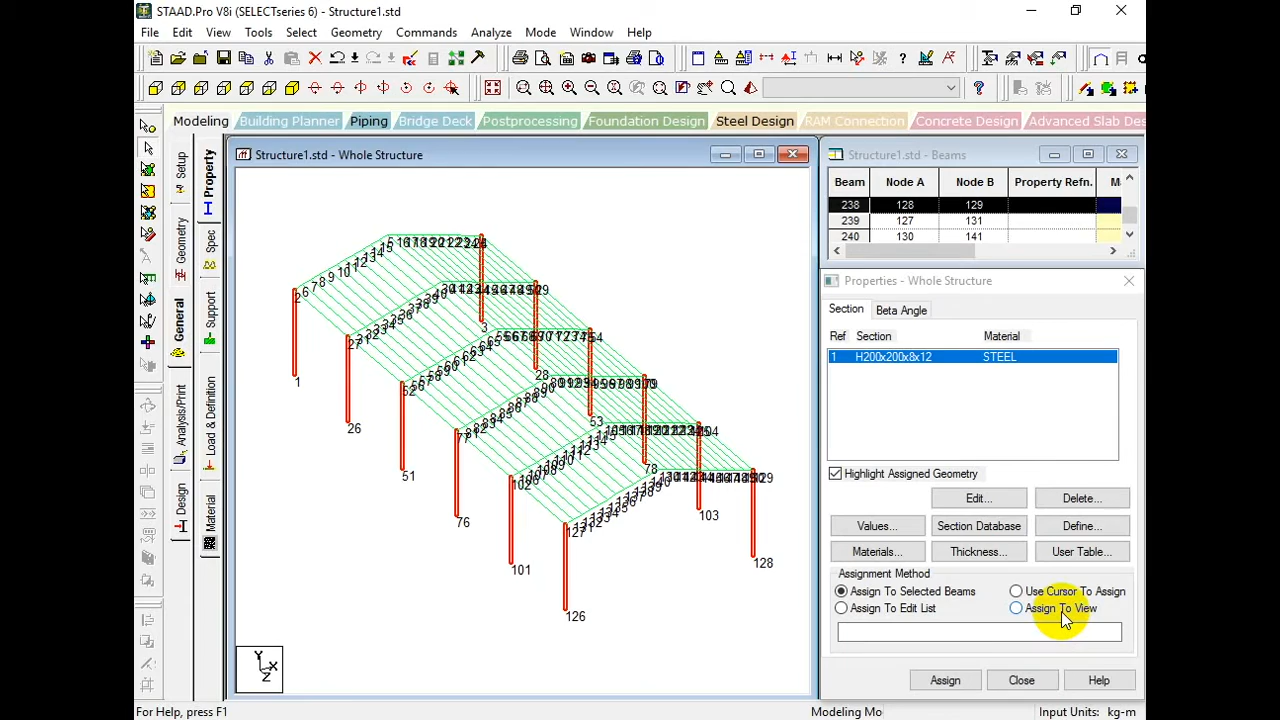 STAAD.Pro V8i (SELECTseries 6) - Structure1.std
File Edit View Tools Select Geometry Commands Analyze Mode Window Help
Modeling Building Planner Piping Bridge Deck Postprocessing Foundation Design Steel Design RAM Connection Concrete Design Advanced Slab Des
Setup
Geometry
General
Analysis/Print
Design
Property
Spec
Support
Load & Definition
Material
Structure1.std - Whole Structure
2
1
27
26
52
51
77
76
102
101
127
126
3
28
53
78
103
128
Y
X
Z
Structure1.std - Beams
Beam Node A Node B Property Refn. M
238 128 129
239 127 131
240 130 141
Properties - Whole Structure
Section Beta Angle
Ref Section Material
1 H200x200x8x12 STEEL
Highlight Assigned Geometry
Edit... Delete...
Values... Section Database Define...
Materials... Thickness... User Table...
Assignment Method
Assign To Selected Beams Use Cursor To Assign
Assign To Edit List Assign To View
Assign Close Help
For Help, press F1 Modeling Mo Input Units: kg-m